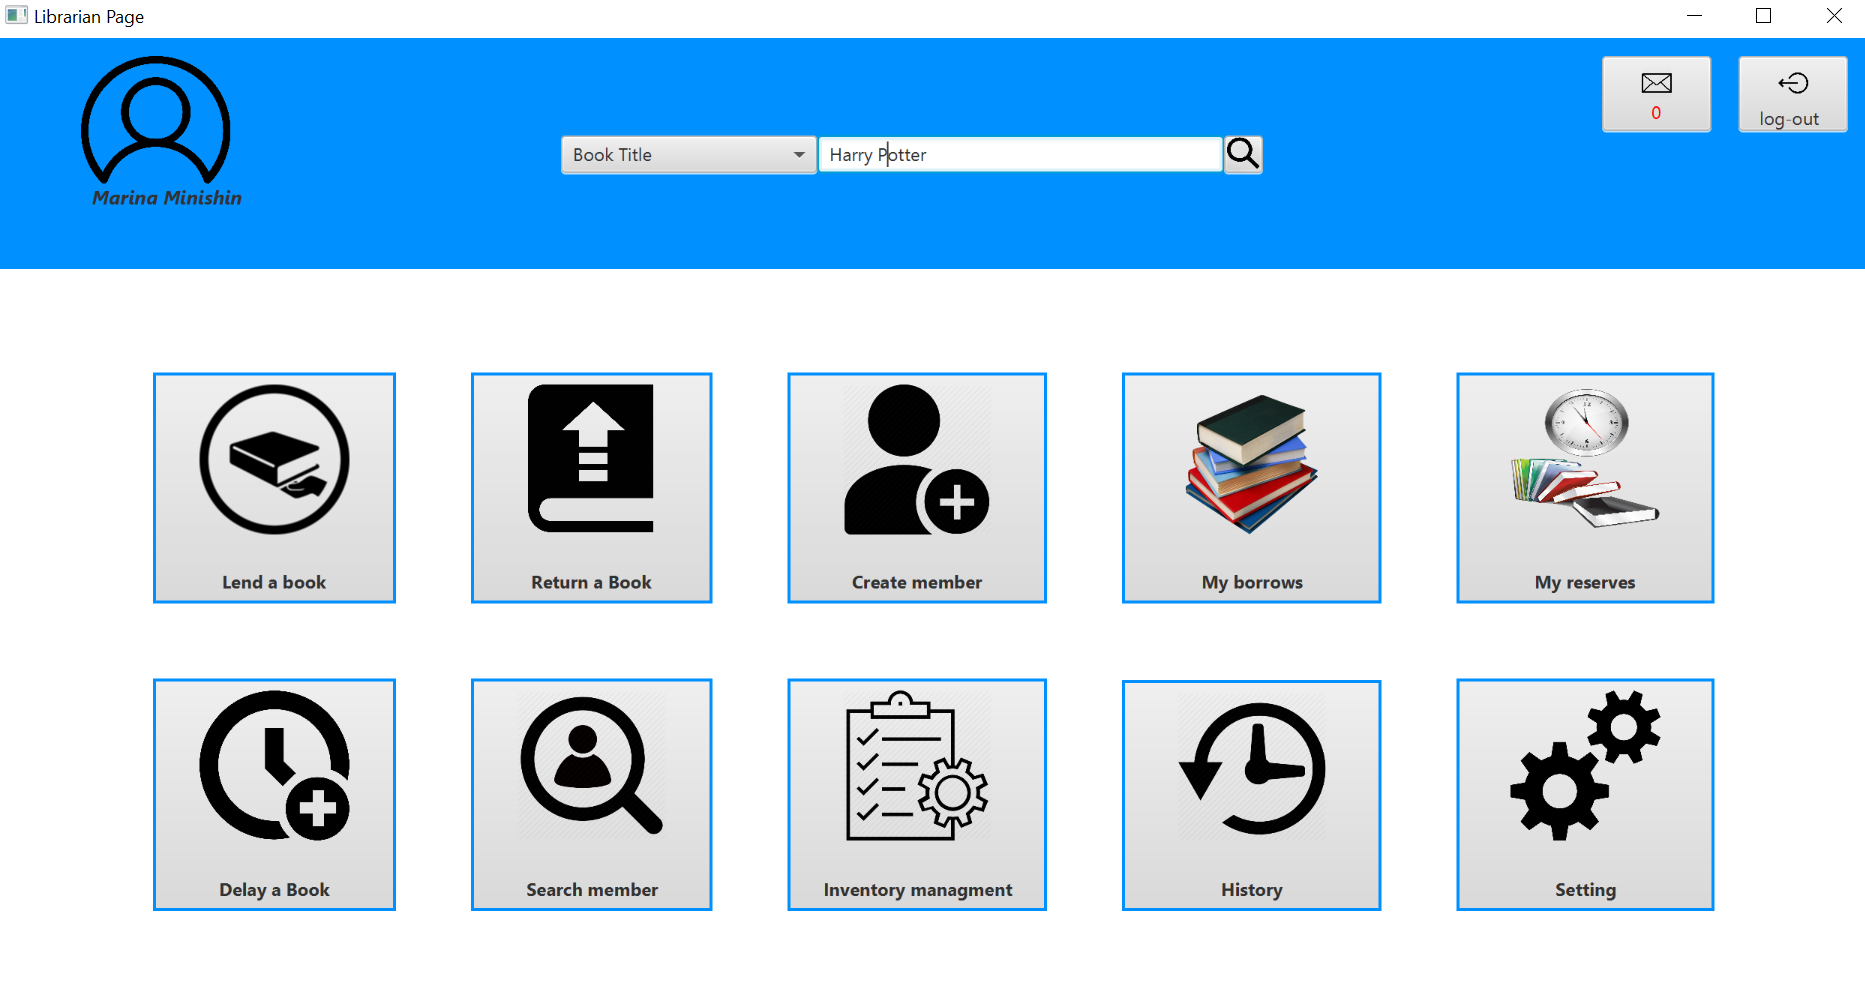 Librarian Page
0
log-out
Book Title
Harry Potter
Marina Minishin
Lend a book
Return a Book
Create member
My borrows
My reserves
Delay a Book
Search member
Inventory managment
History
Setting